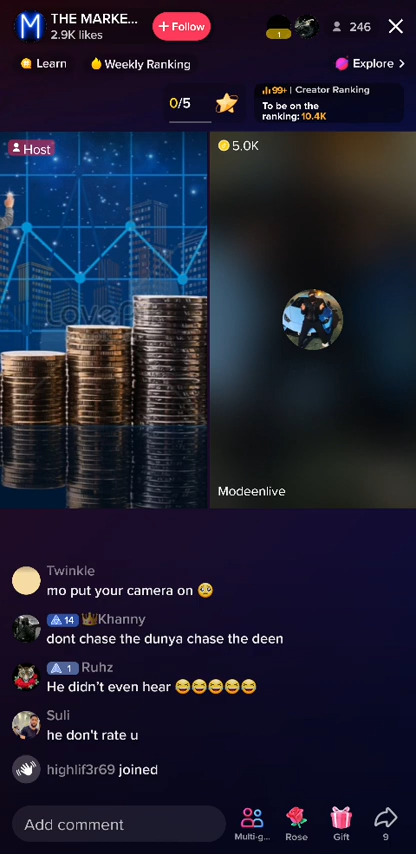 THE MARKE...
2.9K likes
+ Follow
1
246
Learn
Weekly Ranking
Explore
0/5
99+ | Creator Ranking
To be on the
ranking: 10.4K
Host
5.0K
Modeenlive
Twinkle
mo put your camera on 🥺
14 👑Khanny
dont chase the dunya chase the deen
1 Ruhz
He didn't even hear 😂😂😂😂😂
Suli
he don't rate u
highlif3r69 joined
Add comment
Multi-g...
Rose
Gift
9